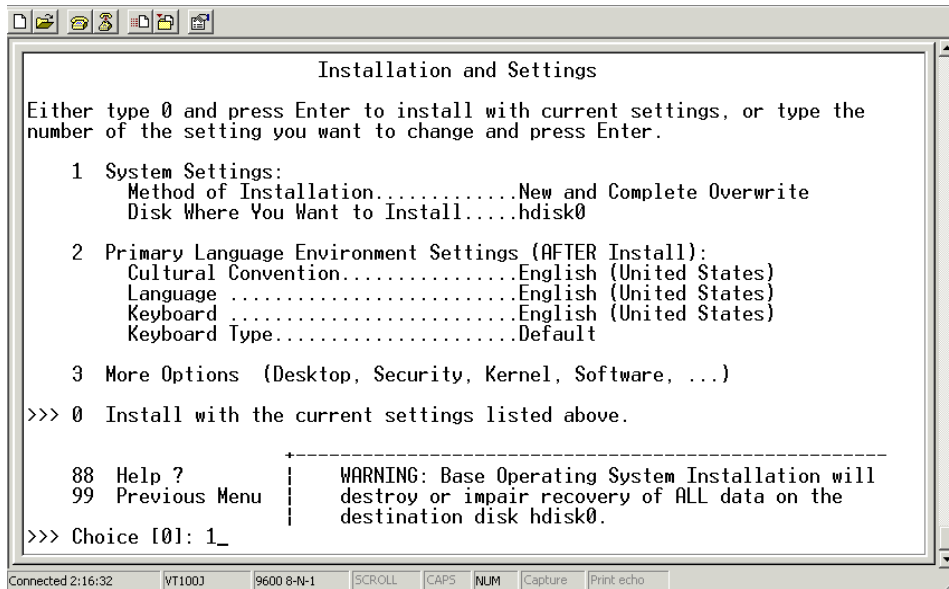 Installation and Settings
Either type 0 and press Enter to install with current settings, or type the
number of the setting you want to change and press Enter.
1 System Settings:
Method of Installation.............New and Complete Overwrite
Disk Where You Want to Install.....hdisk0
2 Primary Language Environment Settings (AFTER Install):
Cultural Convention................English (United States)
Language ..........................English (United States)
Keyboard ..........................English (United States)
Keyboard Type......................Default
3 More Options (Desktop, Security, Kernel, Software, ...)
>>> 0 Install with the current settings listed above.
+-----------------------------------------------------
88 Help ? | WARNING: Base Operating System Installation will
99 Previous Menu | destroy or impair recovery of ALL data on the
| destination disk hdisk0.
>>> Choice [0]: 1_
Connected 2:16:32 VT100J 9600 8-N-1 SCROLL CAPS NUM Capture Print echo